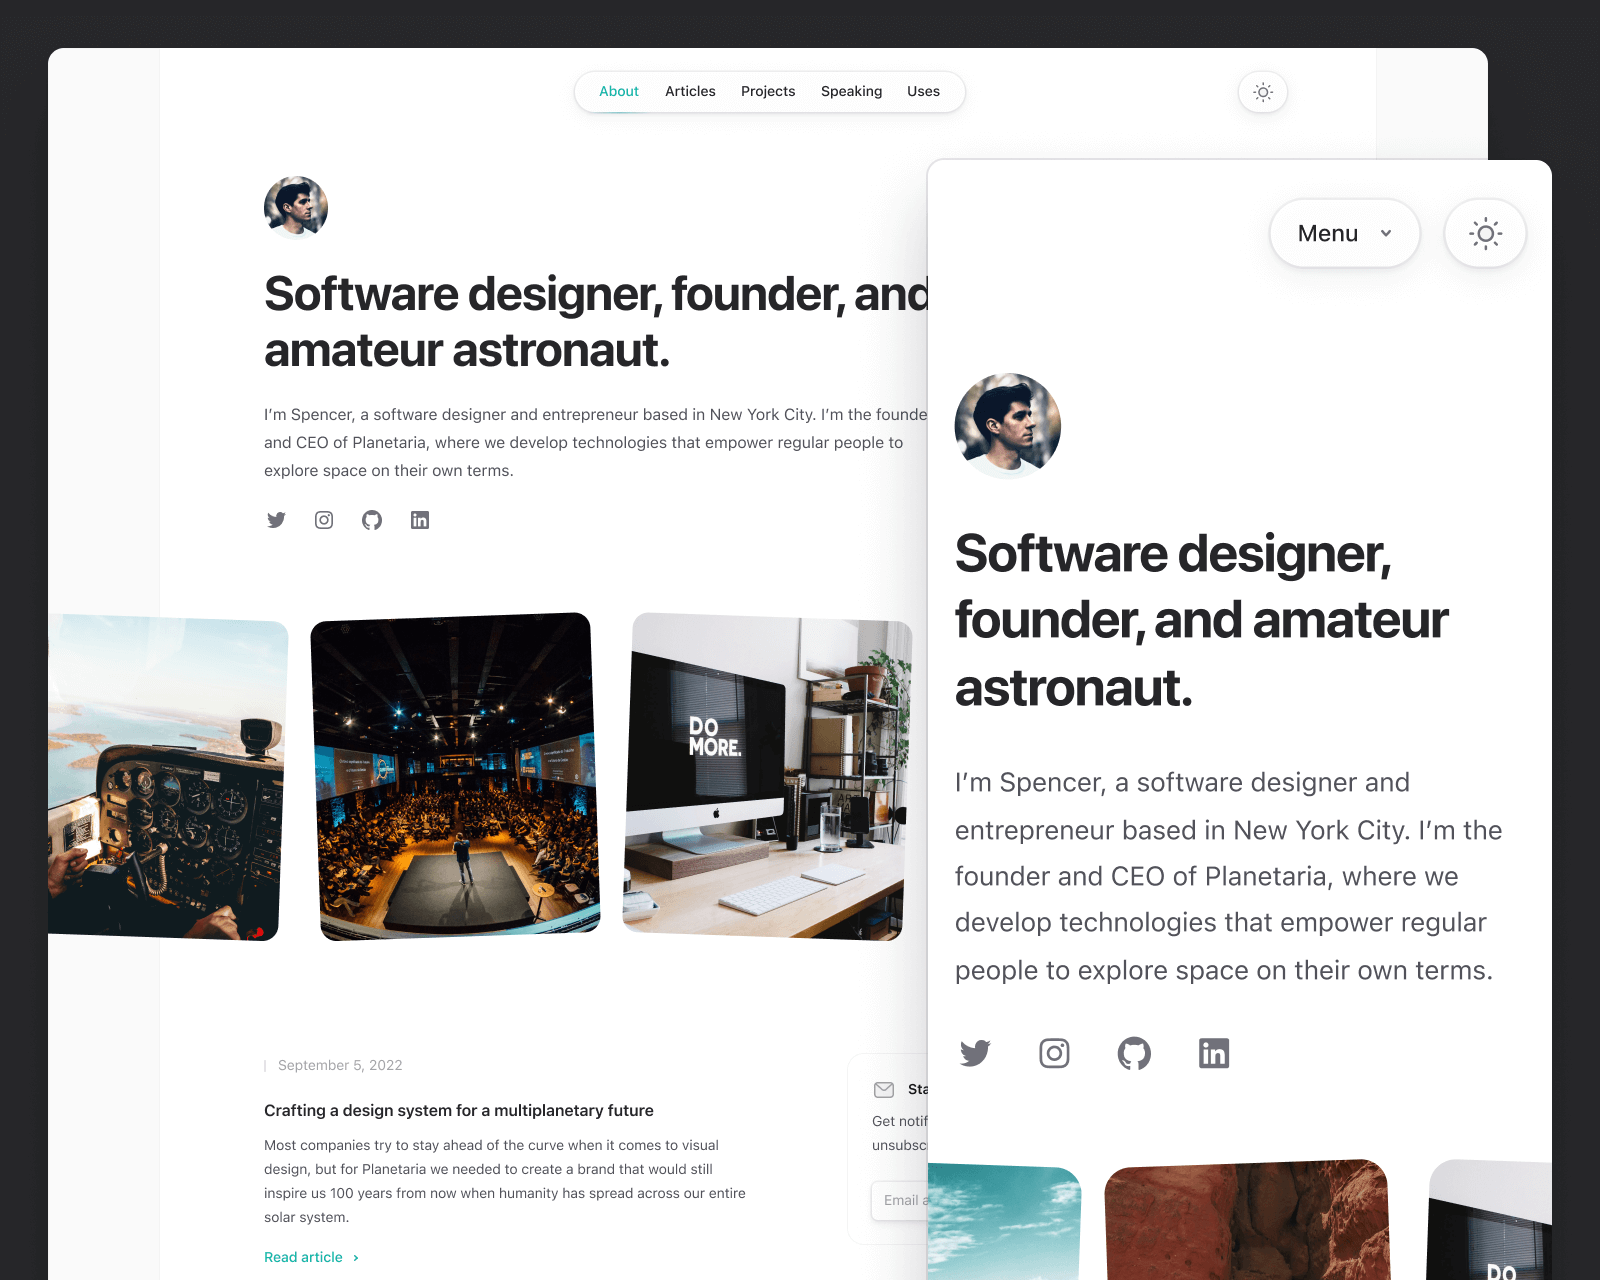 About Articles Projects Speaking Uses
Software designer, founder, and
amateur astronaut.
I’m Spencer, a software designer and entrepreneur based in New York City. I’m the founde
and CEO of Planetaria, where we develop technologies that empower regular people to
explore space on their own terms.
DO
MORE.
September 5, 2022
Crafting a design system for a multiplanetary future
Most companies try to stay ahead of the curve when it comes to visual
design, but for Planetaria we needed to create a brand that would still
inspire us 100 years from now when humanity has spread across our entire
solar system.
Read article
Sta
Get notif
unsubsc
Email a
Menu
Software designer,
founder, and amateur
astronaut.
I’m Spencer, a software designer and
entrepreneur based in New York City. I’m the
founder and CEO of Planetaria, where we
develop technologies that empower regular
people to explore space on their own terms.
DO